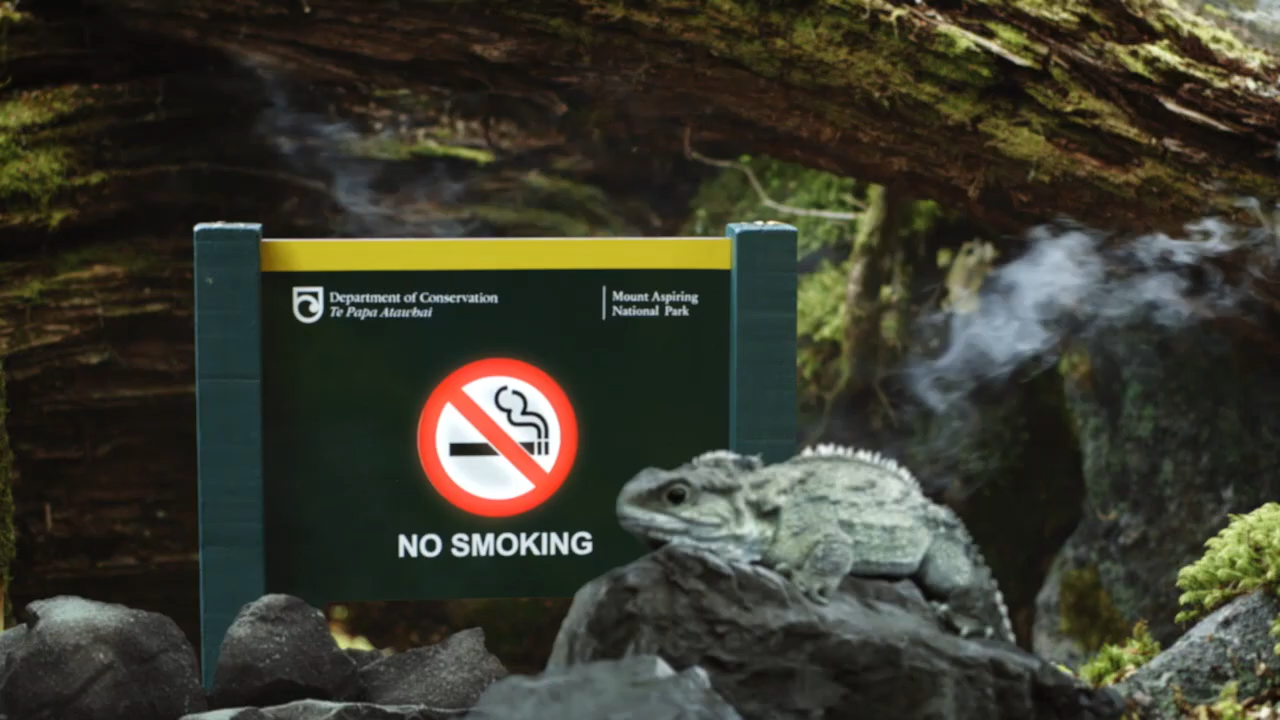 Department of Conservation
Te Papa Atawhai
Mount Aspiring
National Park
NO SMOKING